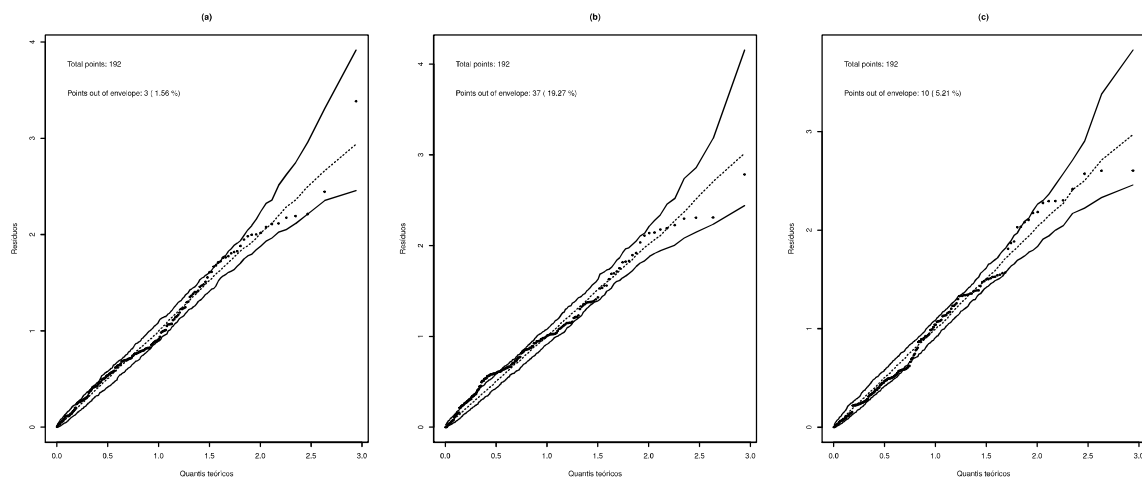 (a)
Total points: 192
Points out of envelope: 3 ( 1.56 %)
Resíduos
0
1
2
3
4
0.0
0.5
1.0
1.5
2.0
2.5
3.0
Quantis teóricos
(b)
Total points: 192
Points out of envelope: 37 ( 19.27 %)
Resíduos
0
1
2
3
4
0.0
0.5
1.0
1.5
2.0
2.5
3.0
Quantis teóricos
(c)
Total points: 192
Points out of envelope: 10 ( 5.21 %)
Resíduos
0
1
2
3
0.0
0.5
1.0
1.5
2.0
2.5
3.0
Quantis teóricos